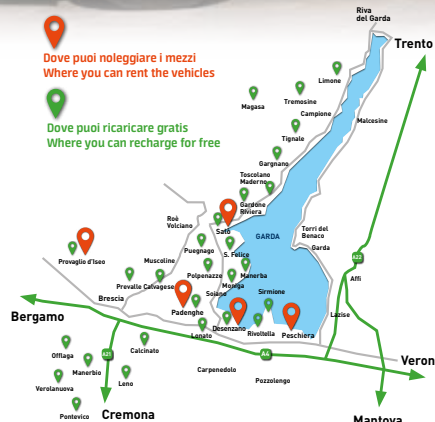 Riva
del Garda
Trento
Dove puoi noleggiare i mezzi
Where you can rent the vehicles
Limone
Magasa
Tremosine
Campione
Malcesine
Dove puoi ricaricare gratis
Where you can recharge for free
Tignale
Gargnano
Toscolano
Maderno
Gardone
Riviera
Roè
Volciano
Salò
GARDA
Torri del
Benaco
Garda
Puegnago
S. Felice
A22
Provaglio d'Iseo
Muscoline
Polpenazze
Manerba
Affi
Moniga
Prevalle
Calvagese
Soiano
Sirmione
Brescia
Padenghe
Lazise
Bergamo
Desenzano
Rivoltella
Peschiera
Lonato
Offlaga
Calcinato
A21
A4
Veron
Manerbio
Carpenedolo
Verolanuova
Leno
Pozzolengo
Pontevico
Cremona
Mantova